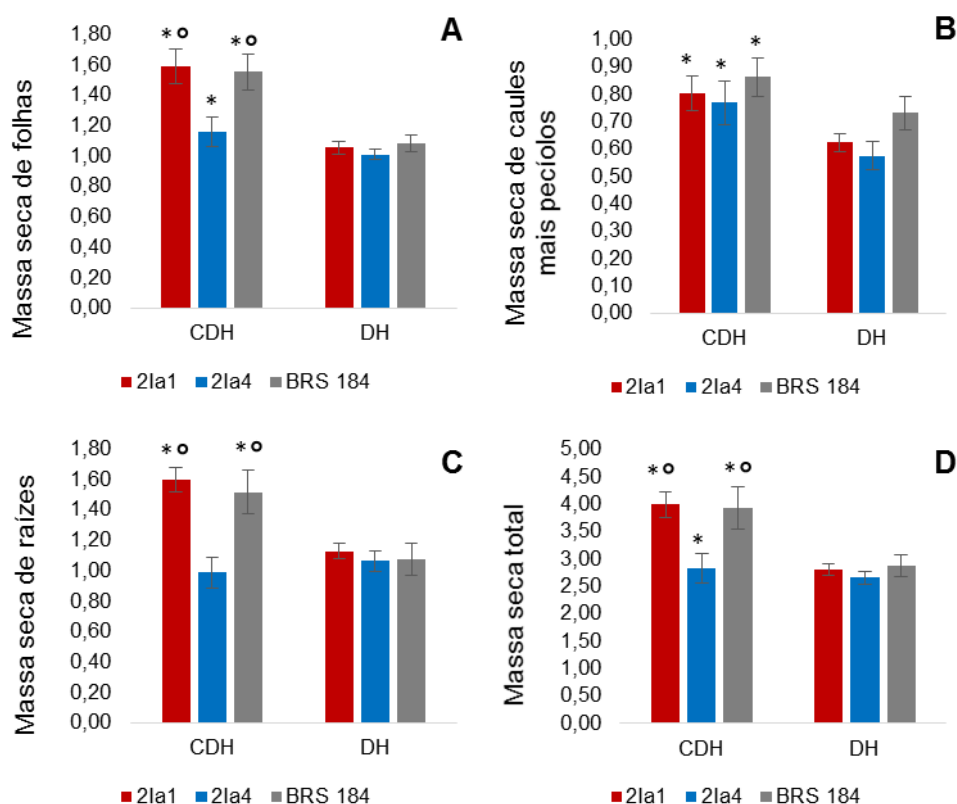 A
Massa seca de folhas
1,80
1,60
1,40
1,20
1,00
0,80
0,60
0,40
0,20
0,00
* o
*
* o
CDH
DH
2Ia1 2Ia4 BRS 184
B
Massa seca de caules
mais pecíolos
1,00
0,90
0,80
0,70
0,60
0,50
0,40
0,30
0,20
0,10
0,00
*
*
*
CDH
DH
2Ia1 2Ia4 BRS 184
C
Massa seca de raízes
1,80
1,60
1,40
1,20
1,00
0,80
0,60
0,40
0,20
0,00
* o
* o
CDH
DH
2Ia1 2Ia4 BRS 184
D
Massa seca total
5,00
4,50
4,00
3,50
3,00
2,50
2,00
1,50
1,00
0,50
0,00
* o
*
* o
CDH
DH
2Ia1 2Ia4 BRS 184